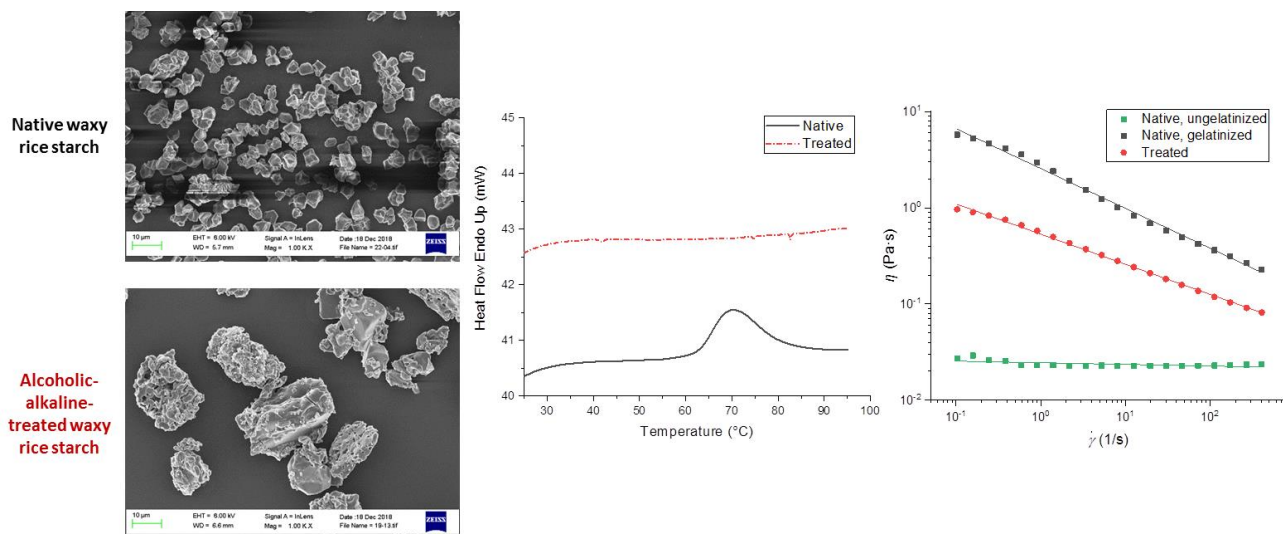 Native waxy
rice starch
10 µm
EHT = 6.00 kV
WD = 5.7 mm
Signal A = InLens
Mag = 1.00 K X
Date :18 Dec 2018
File Name = 22-04.tif
ZEISS
Alcoholic-
alkaline-
treated waxy
rice starch
10 µm
EHT = 6.00 kV
WD = 6.6 mm
Signal A = InLens
Mag = 1.00 K X
Date :18 Dec 2018
File Name = 19-13.tif
ZEISS
Heat Flow Endo Up (mW)
45
44
43
42
41
40
Native
Treated
30 40 50 60 70 80 90 100
Temperature (°C)
η (Pa·s)
10¹
10⁰
10⁻¹
10⁻²
Native, ungelatinized
Native, gelatinized
Treated
10⁻¹ 10⁰ 10¹ 10²
γ̇ (1/s)